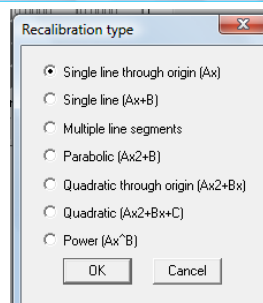 Recalibration type
Single line through origin (Ax)
Single line (Ax+B)
Multiple line segments
Parabolic (Ax2+B)
Quadratic through origin (Ax2+Bx)
Quadratic (Ax2+Bx+C)
Power (Ax^B)
OK
Cancel